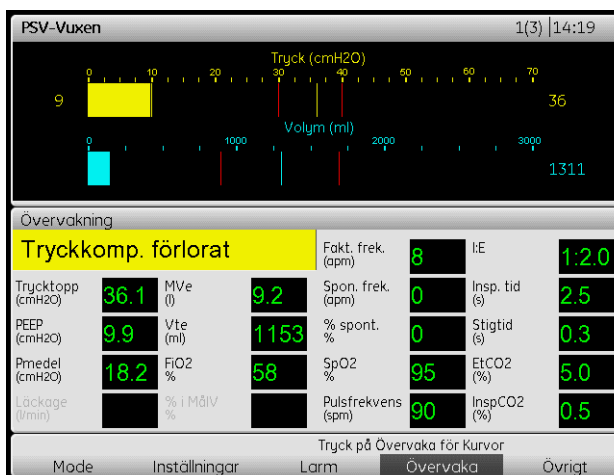 PSV-Vuxen 1(3) 14:19
Tryck (cmH2O)
0 10 20 30 40 50 60 70
9 36
Volym (ml)
0 1000 2000 3000
1311
Övervakning
Tryckkomp. förlorat
Fakt. frek. (apm) 8 I:E 1:2.0
Trycktopp (cmH2O) 36.1 MVe (l) 9.2 Spon. frek. (apm) 0 Insp. tid (s) 2.5
PEEP (cmH2O) 9.9 Vte (ml) 1153 % spont. % 0 Stigtid (s) 0.3
Pmedel (cmH2O) 18.2 FiO2 % 58 SpO2 % 95 EtCO2 (%) 5.0
Läckage (l/min) % i MålV % Pulsfrekvens (spm) 90 InspCO2 (%) 0.5
Tryck på Övervaka för Kurvor
Mode Inställningar Larm Övervaka Övrigt